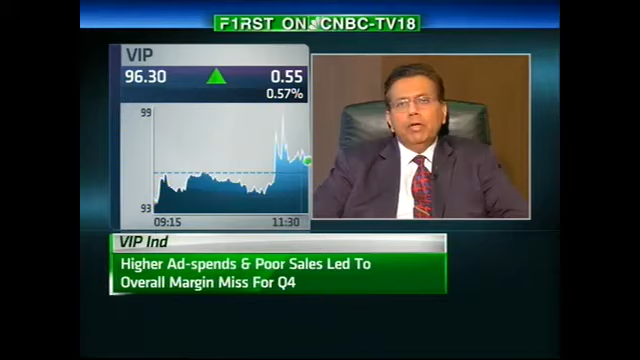 F1RST ON CNBC-TV18
VIP
96.30 0.55
0.57%
99
93
09:15 11:30
VIP Ind
Higher Ad-spends & Poor Sales Led To
Overall Margin Miss For Q4